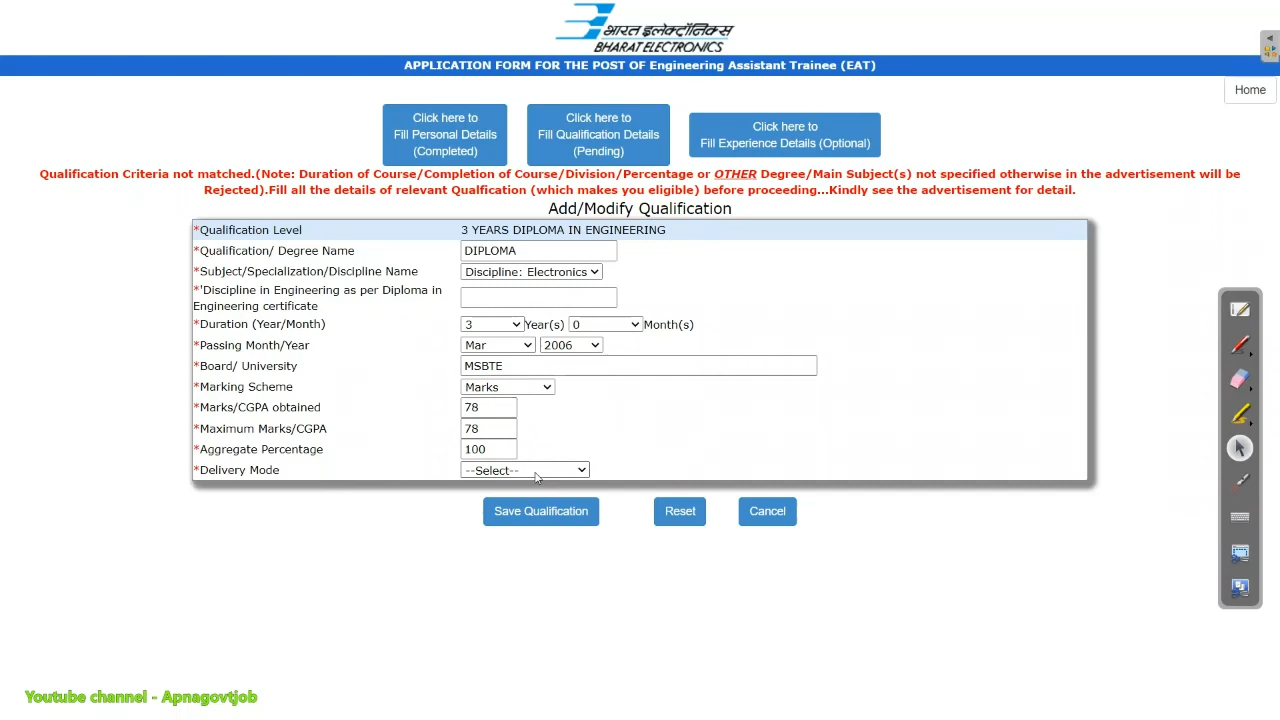 भारत इलेक्ट्रॉनिक्स
BHARAT ELECTRONICS
APPLICATION FORM FOR THE POST OF Engineering Assistant Trainee (EAT)
Home
Click here to
Fill Personal Details
(Completed)
Click here to
Fill Qualification Details
(Pending)
Click here to
Fill Experience Details (Optional)
Qualification Criteria not matched.(Note: Duration of Course/Completion of Course/Division/Percentage or OTHER Degree/Main Subject(s) not specified otherwise in the advertisement will be
Rejected).Fill all the details of relevant Qualfication (which makes you eligible) before proceeding...Kindly see the advertisement for detail.
Add/Modify Qualification
*Qualification Level 3 YEARS DIPLOMA IN ENGINEERING
*Qualification/ Degree Name DIPLOMA
*Subject/Specialization/Discipline Name Discipline: Electronics
*'Discipline in Engineering as per Diploma in
Engineering certificate
*Duration (Year/Month) 3 Year(s) 0 Month(s)
*Passing Month/Year Mar 2006
*Board/ University MSBTE
*Marking Scheme Marks
*Marks/CGPA obtained 78
*Maximum Marks/CGPA 78
*Aggregate Percentage 100
*Delivery Mode --Select--
Save Qualification Reset Cancel
Youtube channel - Apnagovtjob